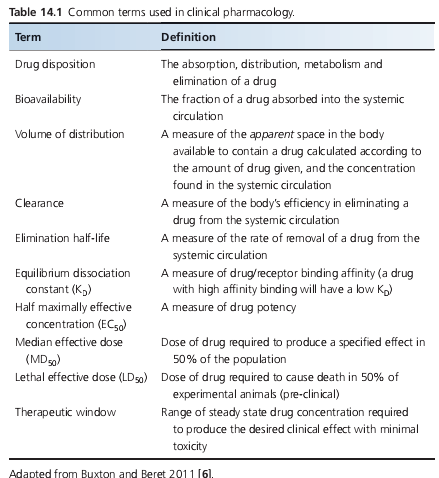 Table 14.1 Common terms used in clinical pharmacology.
Term Definition
Drug disposition The absorption, distribution, metabolism and
elimination of a drug
Bioavailability The fraction of a drug absorbed into the systemic
circulation
Volume of distribution A measure of the apparent space in the body
available to contain a drug calculated according to
the amount of drug given, and the concentration
found in the systemic circulation
Clearance A measure of the body's efficiency in eliminating a
drug from the systemic circulation
Elimination half-life A measure of the rate of removal of a drug from the
systemic circulation
Equilibrium dissociation A measure of drug/receptor binding affinity (a drug
constant (KD) with high affinity binding will have a low KD)
Half maximally effective A measure of drug potency
concentration (EC50)
Median effective dose Dose of drug required to produce a specified effect in
(MD50) 50% of the population
Lethal effective dose (LD50) Dose of drug required to cause death in 50% of
experimental animals (pre-clinical)
Therapeutic window Range of steady state drug concentration required
to produce the desired clinical effect with minimal
toxicity
Adapted from Buxton and Beret 2011 [6].